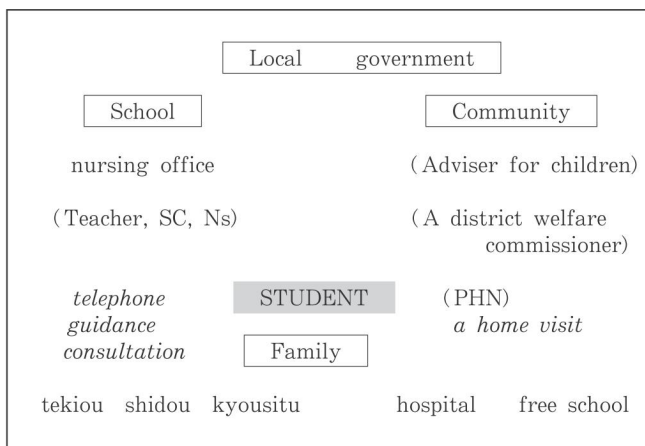 Local government
School Community
nursing office (Adviser for children)
(Teacher, SC, Ns) (A district welfare
commissioner)
telephone STUDENT (PHN)
guidance a home visit
consultation Family
tekiou shidou kyousitu hospital free school